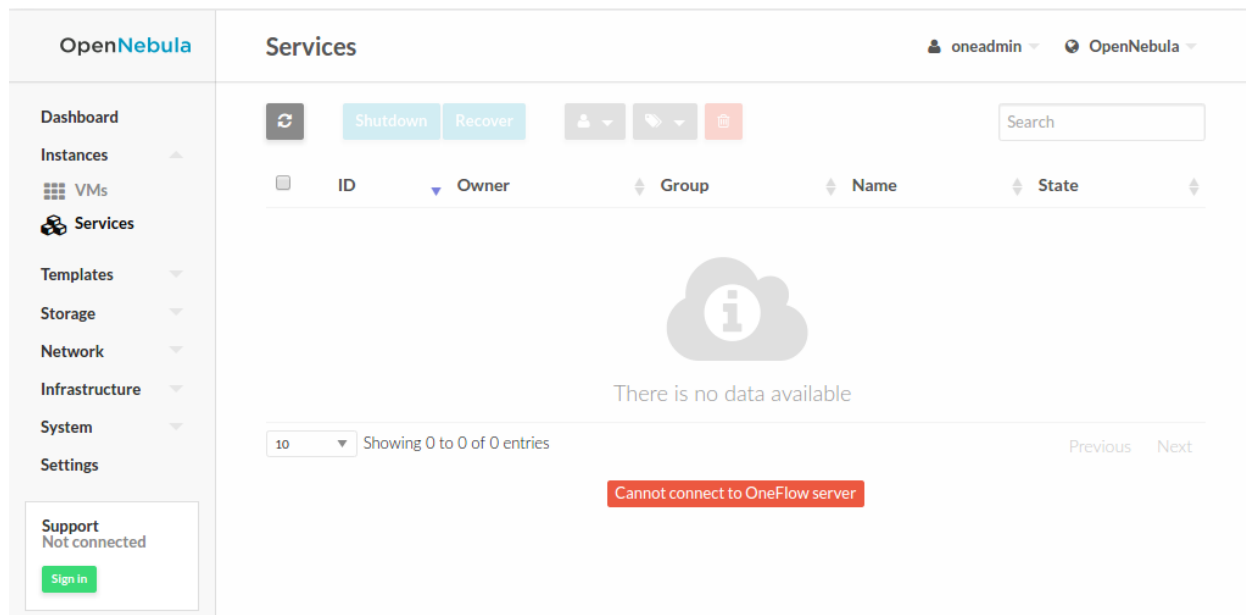 OpenNebula
Services
oneadmin
OpenNebula
Dashboard
Instances
VMs
Services
Templates
Storage
Network
Infrastructure
System
Settings
Support
Not connected
Sign in
Shutdown Recover
Search
ID Owner Group Name State
There is no data available
10 Showing 0 to 0 of 0 entries
Previous Next
Cannot connect to OneFlow server